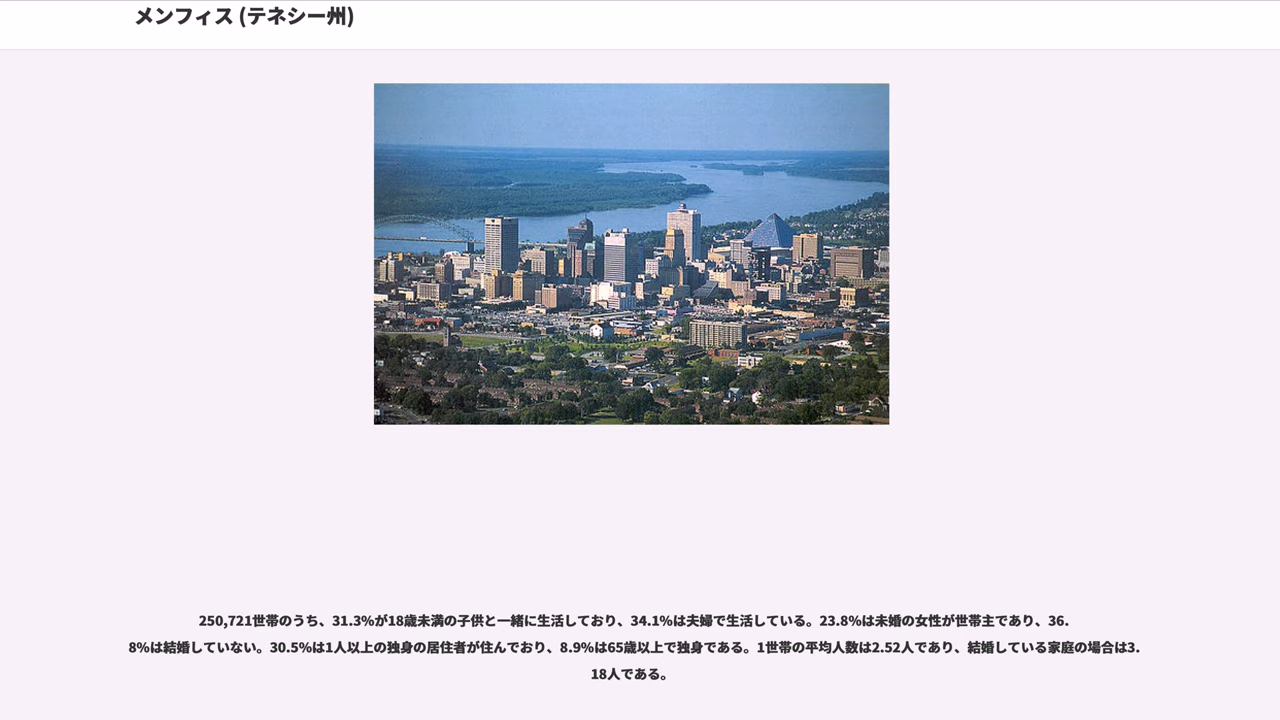 メンフィス (テネシー州)
250,721世帯のうち、31.3%が18歳未満の子供と一緒に生活しており、34.1%は夫婦で生活している。23.8%は未婚の女性が世帯主であり、36.
8%は結婚していない。30.5%は1人以上の独身の居住者が住んでおり、8.9%は65歳以上で独身である。1世帯の平均人数は2.52人であり、結婚している家庭の場合は3.
18人である。